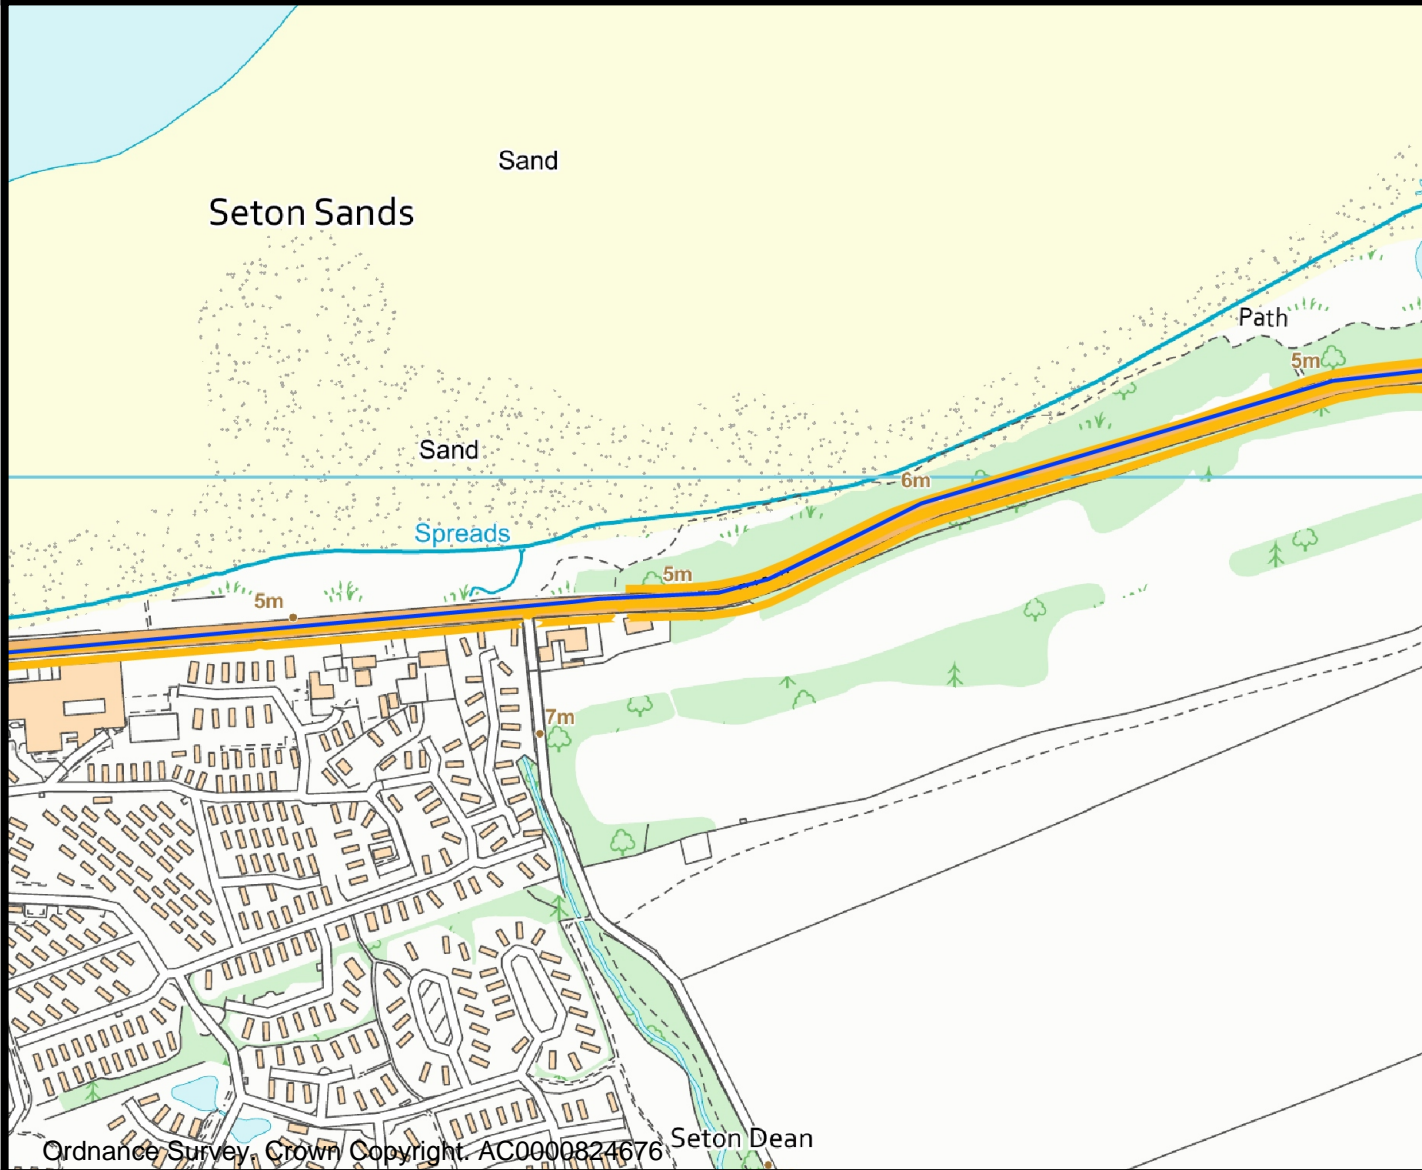 Sand
Seton Sands
Path
5m
Sand
6m
Spreads
5m
5m
7m
Seton Dean
Ordnance Survey. Crown Copyright. AC0000824676